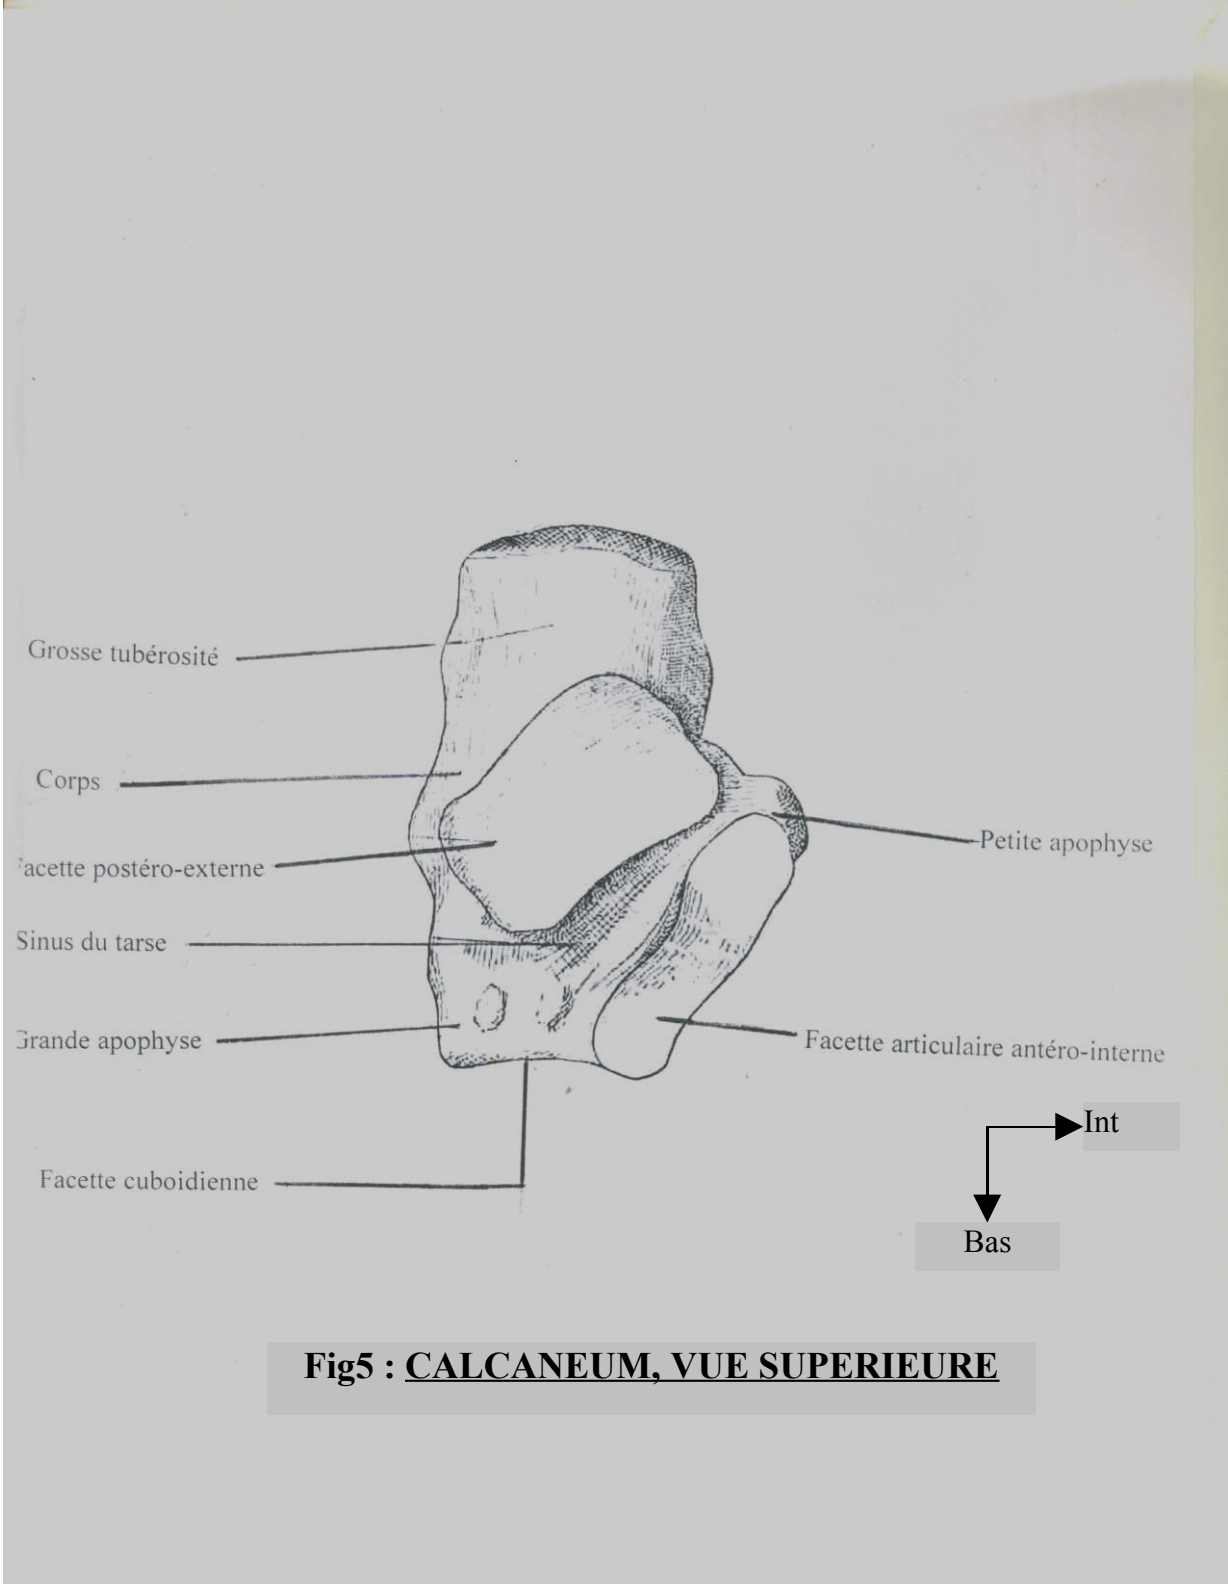 Grosse tubérosité
Corps
acette postéro-externe
Petite apophyse
Sinus du tarse
Grande apophyse
Facette articulaire antéro-interne
Int
Facette cuboidienne
Bas
Fig5 : CALCANEUM, VUE SUPERIEURE